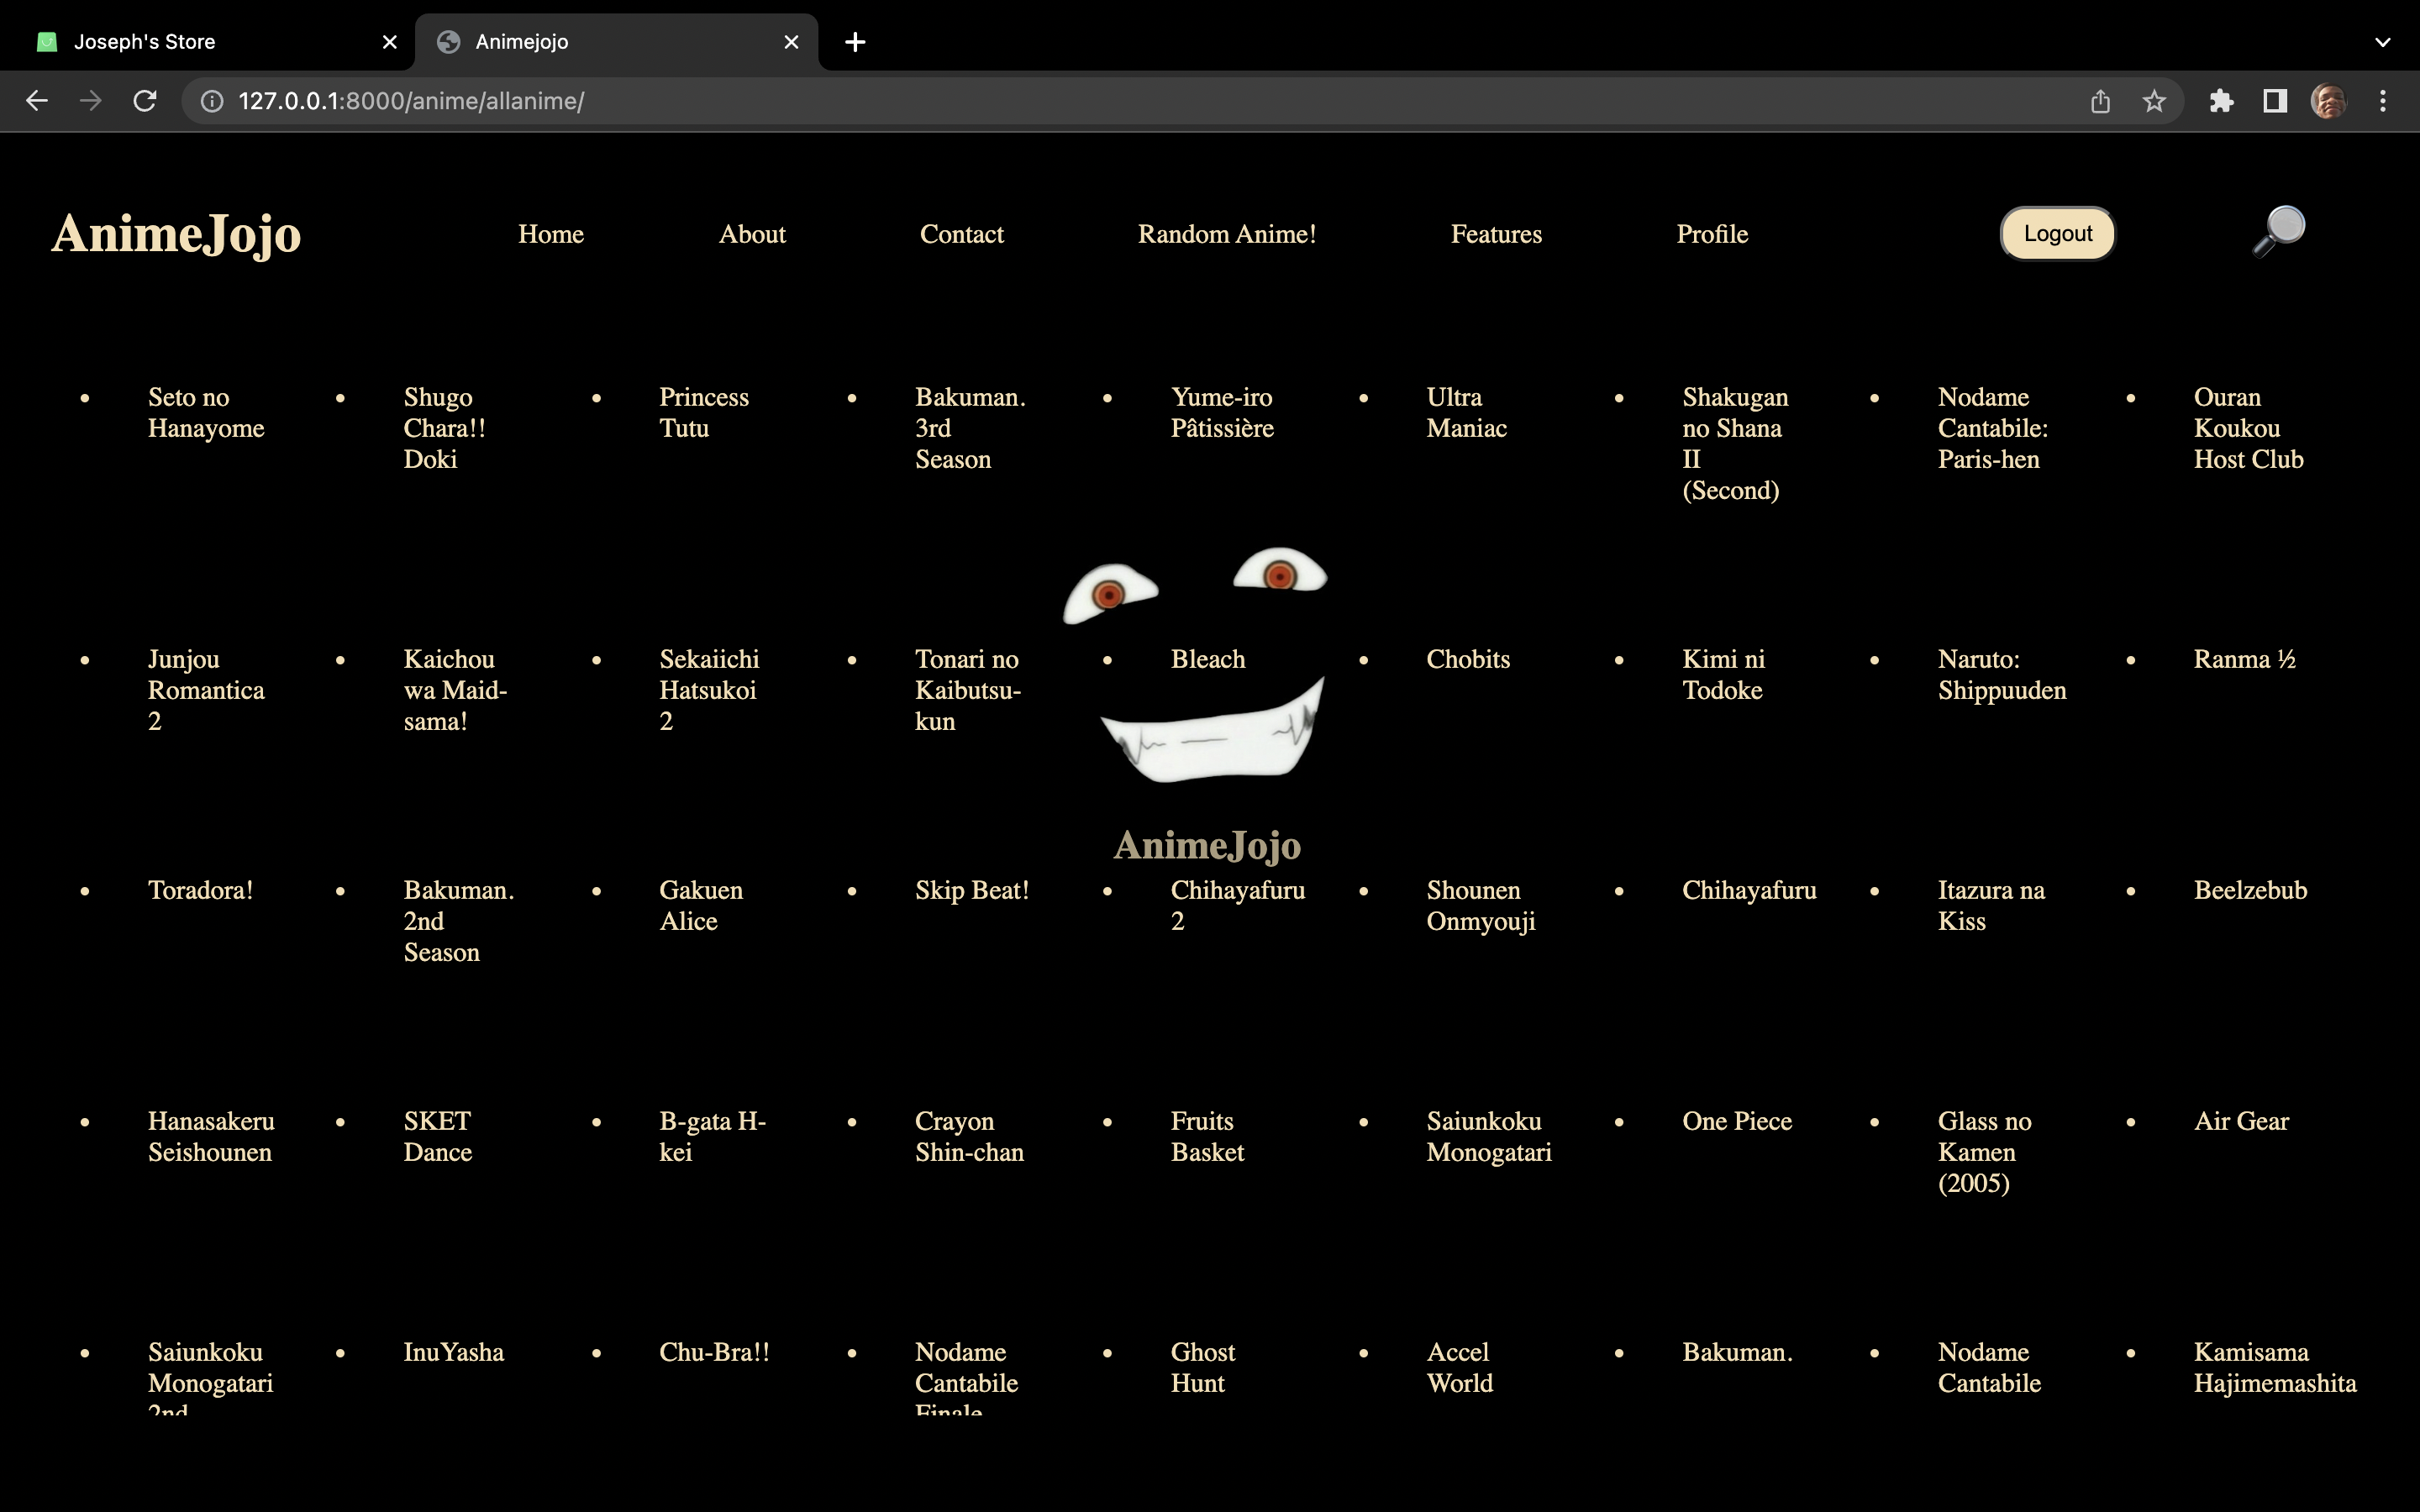 Joseph's Store
Animejojo
127.0.0.1:8000/anime/allanime/
AnimeJojo
Home
About
Contact
Random Anime!
Features
Profile
Logout
Seto no
Hanayome
Shugo
Chara!!
Doki
Princess
Tutu
Bakuman.
3rd
Season
Yume-iro
Pâtissière
Ultra
Maniac
Shakugan
no Shana
II
(Second)
Nodame
Cantabile:
Paris-hen
Ouran
Koukou
Host Club
Junjou
Romantica
2
Kaichou
wa Maid-
sama!
Sekaiichi
Hatsukoi
2
Tonari no
Kaibutsu-
kun
Bleach
Chobits
Kimi ni
Todoke
Naruto:
Shippuuden
Ranma ½
AnimeJojo
Toradora!
Bakuman.
2nd
Season
Gakuen
Alice
Skip Beat!
Chihayafuru
2
Shounen
Onmyouji
Chihayafuru
Itazura na
Kiss
Beelzebub
Hanasakeru
Seishounen
SKET
Dance
B-gata H-
kei
Crayon
Shin-chan
Fruits
Basket
Saiunkoku
Monogatari
One Piece
Glass no
Kamen
(2005)
Air Gear
Saiunkoku
Monogatari
2nd
InuYasha
Chu-Bra!!
Nodame
Cantabile
Finale
Ghost
Hunt
Accel
World
Bakuman.
Nodame
Cantabile
Kamisama
Hajimemashita